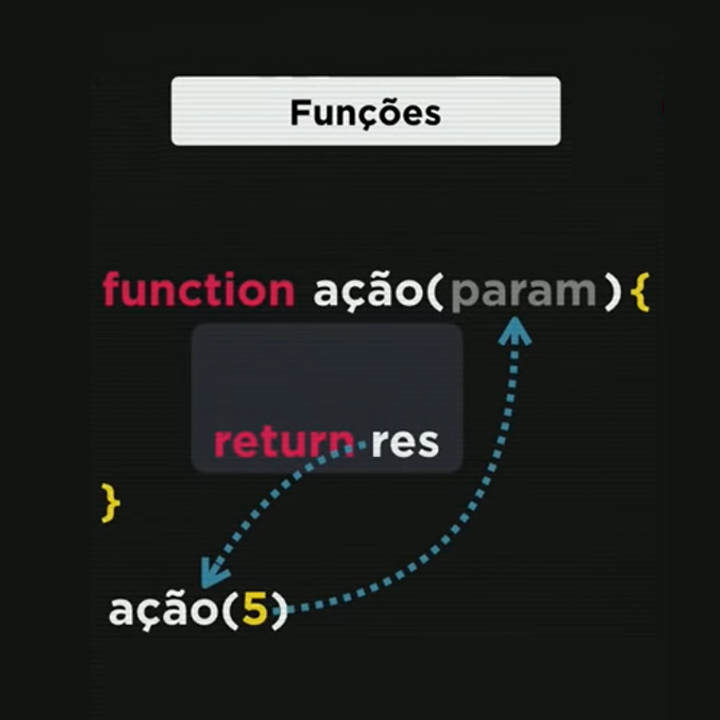 Funções
function ação(param){
return res
}
ação(5)